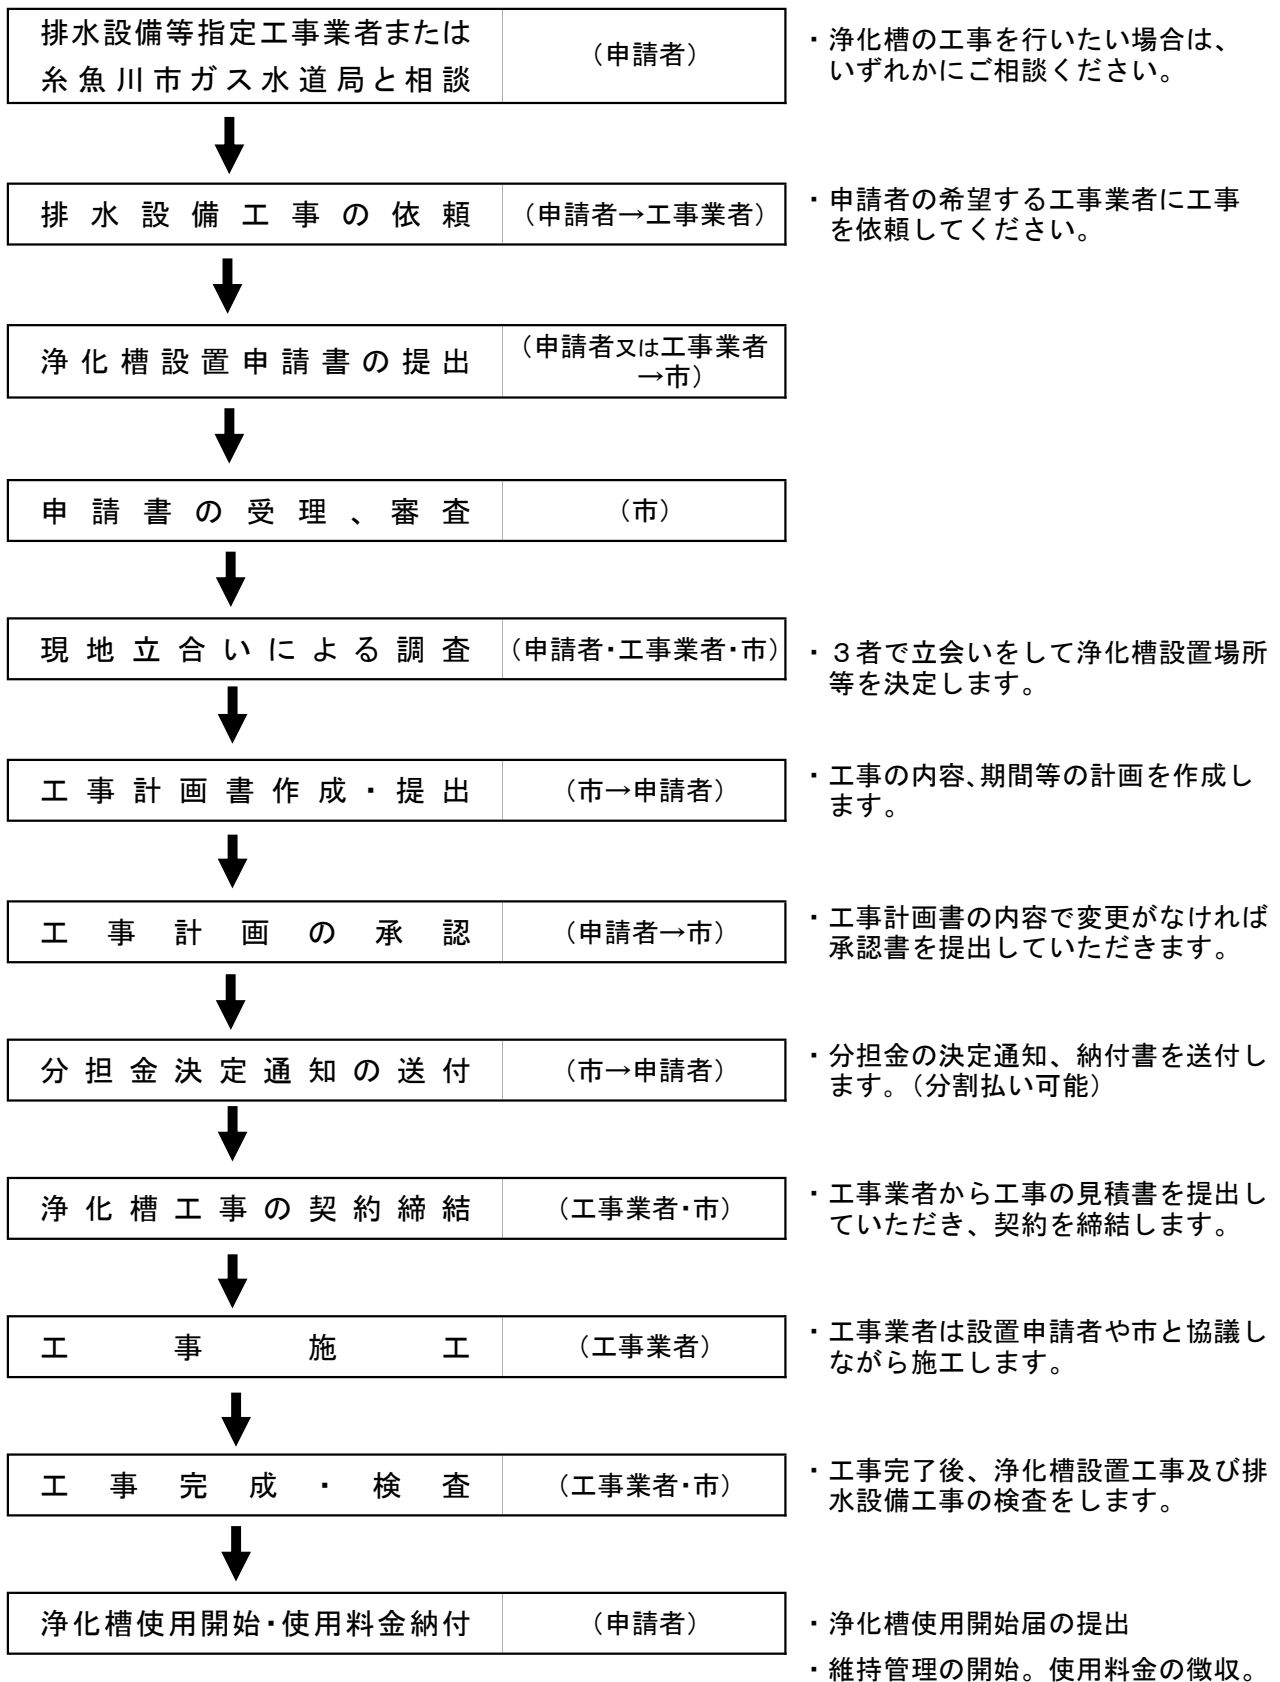 排水設備等指定工事業者または
糸魚川市ガス水道局と相談
（申請者）
・浄化槽の工事を行いたい場合は、
いずれかにご相談ください。
排水設備工事の依頼
（申請者→工事業者）
・申請者の希望する工事業者に工事
を依頼してください。
浄化槽設置申請書の提出
（申請者又は工事業者
→市）
申請書の受理、審査
（市）
現地立合いによる調査
（申請者・工事業者・市）
・３者で立会いをして浄化槽設置場所
等を決定します。
工事計画書作成・提出
（市→申請者）
・工事の内容、期間等の計画を作成し
ます。
工事計画の承認
（申請者→市）
・工事計画書の内容で変更がなければ
承認書を提出していただきます。
分担金決定通知の送付
（市→申請者）
・分担金の決定通知、納付書を送付し
ます。（分割払い可能）
浄化槽工事の契約締結
（工事業者・市）
・工事業者から工事の見積書を提出し
ていただき、契約を締結します。
工事施工
（工事業者）
・工事業者は設置申請者や市と協議し
ながら施工します。
工事完成・検査
（工事業者・市）
・工事完了後、浄化槽設置工事及び排
水設備工事の検査をします。
浄化槽使用開始・使用料金納付
（申請者）
・浄化槽使用開始届の提出
・維持管理の開始。使用料金の徴収。